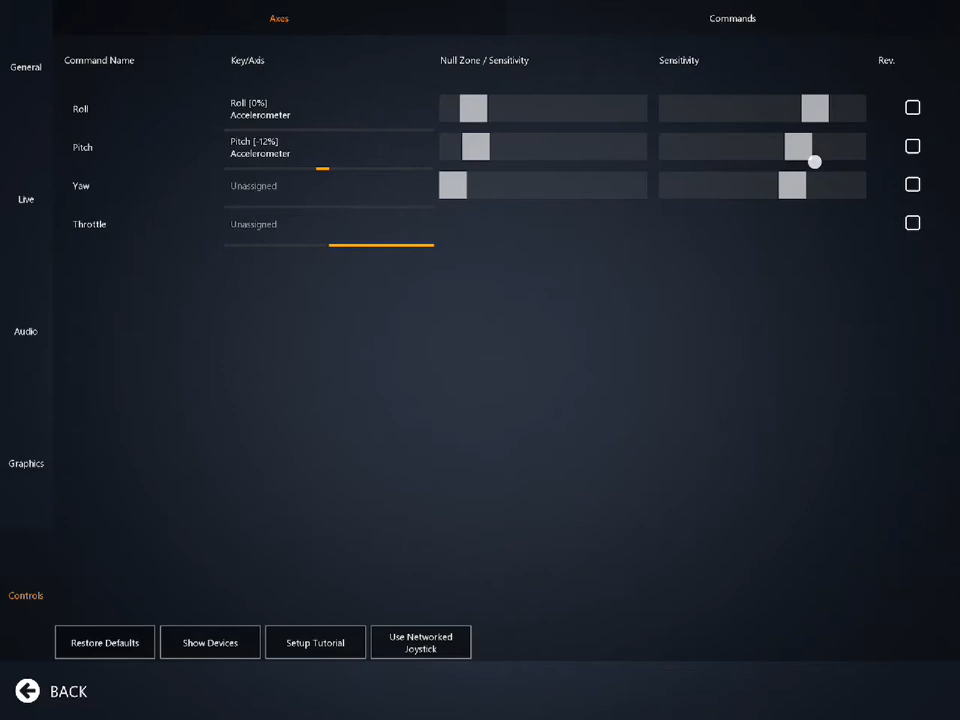 Axes
Commands
General
Command Name
Key/Axis
Null Zone / Sensitivity
Sensitivity
Rev.
Roll
Roll [0%]
Accelerometer
Pitch
Pitch [-12%]
Accelerometer
Yaw
Unassigned
Live
Throttle
Unassigned
Audio
Graphics
Controls
Restore Defaults
Show Devices
Setup Tutorial
Use Networked
Joystick
BACK